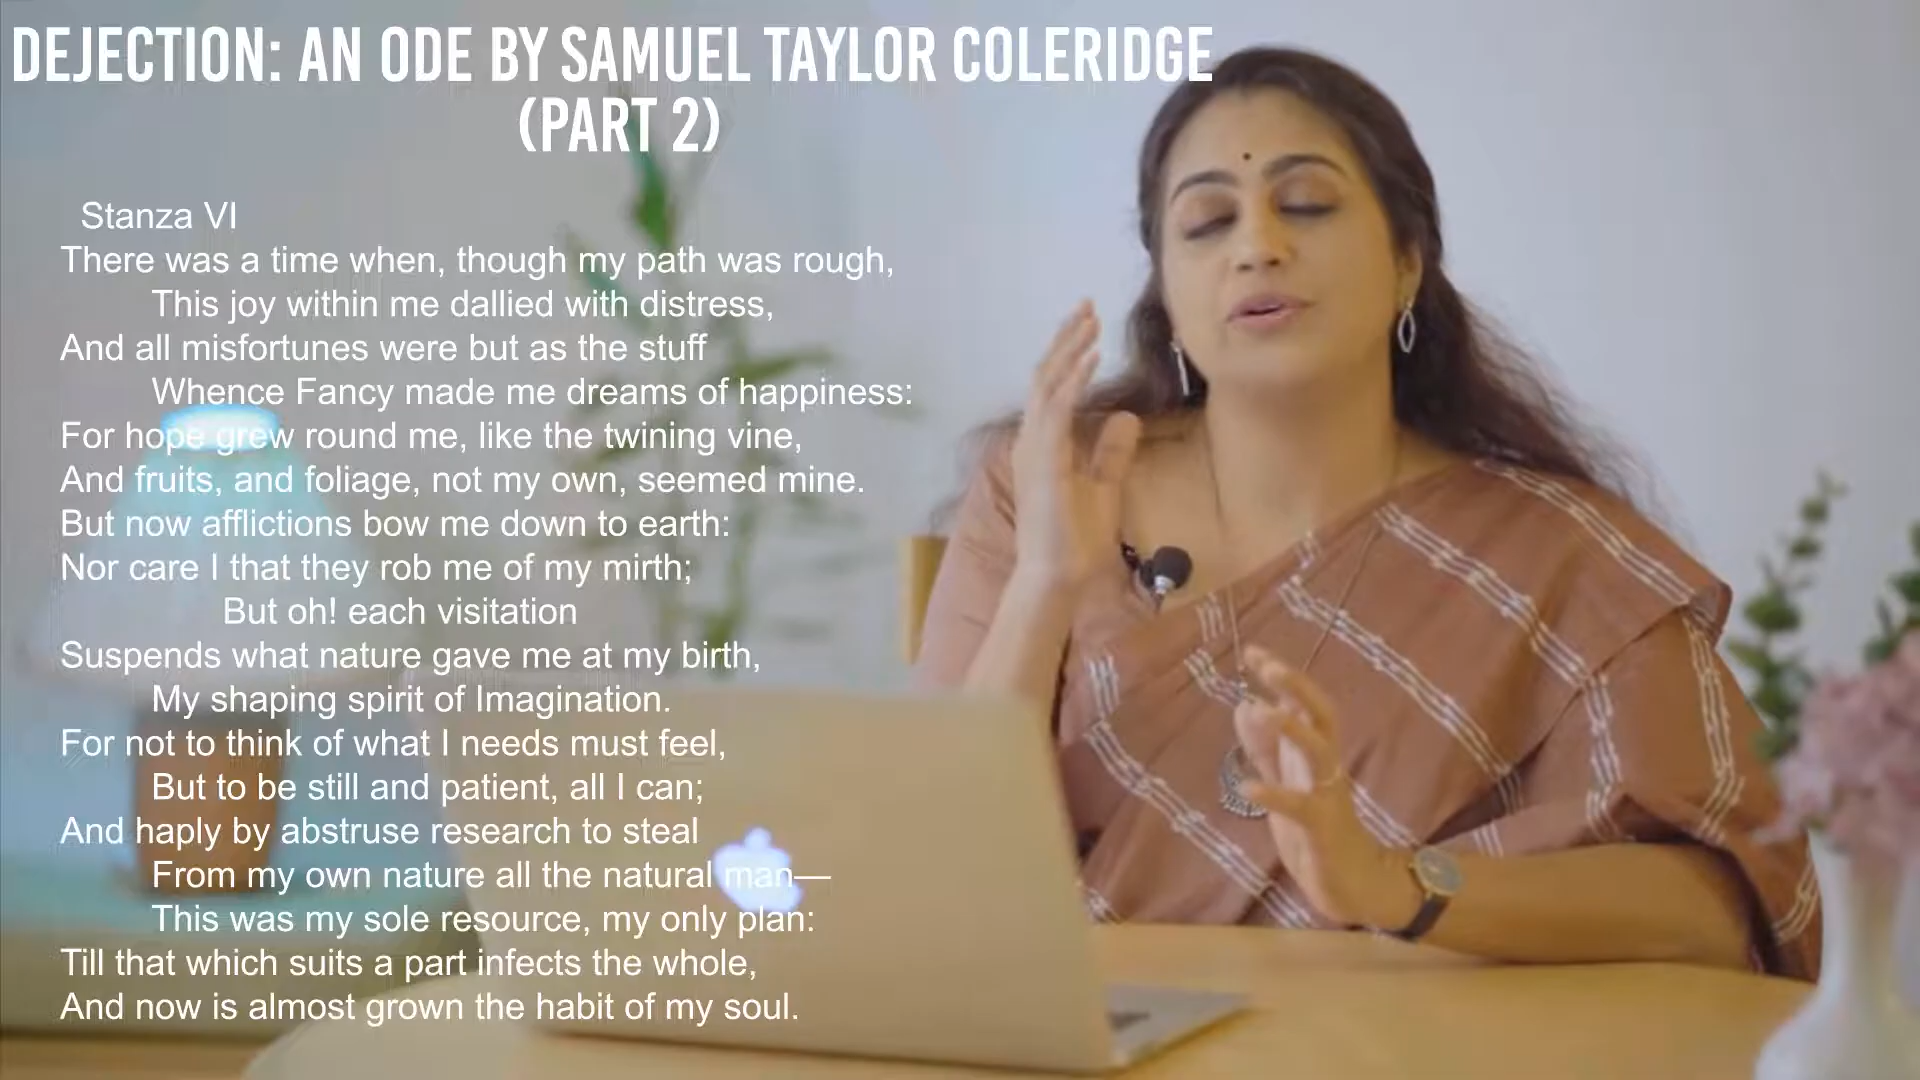 DEJECTION: AN ODE BY SAMUEL TAYLOR COLERIDGE
(PART 2)
Stanza VI
There was a time when, though my path was rough,
This joy within me dallied with distress,
And all misfortunes were but as the stuff
Whence Fancy made me dreams of happiness:
For hope grew round me, like the twining vine,
And fruits, and foliage, not my own, seemed mine.
But now afflictions bow me down to earth:
Nor care I that they rob me of my mirth;
But oh! each visitation
Suspends what nature gave me at my birth,
My shaping spirit of Imagination.
For not to think of what I needs must feel,
But to be still and patient, all I can;
And haply by abstruse research to steal
From my own nature all the natural man—
This was my sole resource, my only plan:
Till that which suits a part infects the whole,
And now is almost grown the habit of my soul.